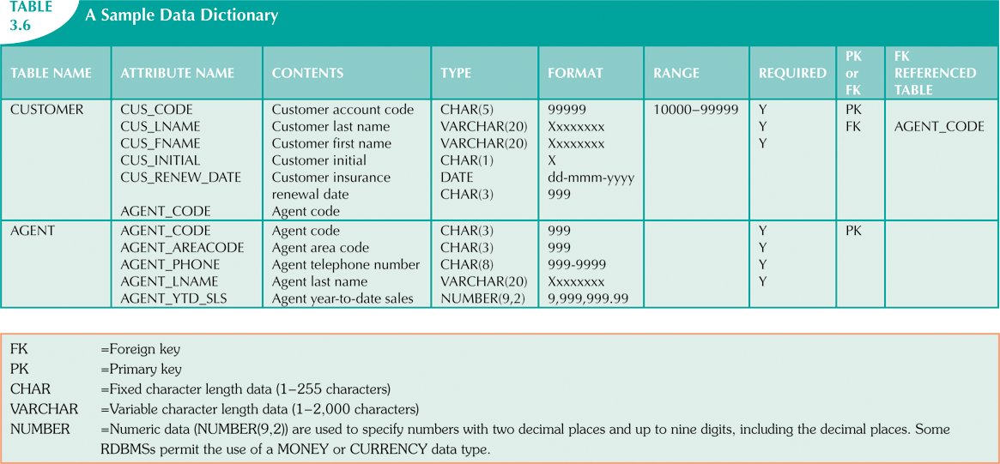 TABLE 3.6 A Sample Data Dictionary
TABLE NAME ATTRIBUTE NAME CONTENTS TYPE FORMAT RANGE REQUIRED PK or FK FK REFERENCED TABLE
CUSTOMER CUS_CODE Customer account code CHAR(5) 99999 10000–99999 Y PK
CUS_LNAME Customer last name VARCHAR(20) Xxxxxxxx Y FK AGENT_CODE
CUS_FNAME Customer first name VARCHAR(20) Xxxxxxxx Y
CUS_INITIAL Customer initial CHAR(1) X
CUS_RENEW_DATE Customer insurance DATE dd-mmm-yyyy
renewal date CHAR(3) 999
AGENT_CODE Agent code
AGENT AGENT_CODE Agent code CHAR(3) 999 Y PK
AGENT_AREACODE Agent area code CHAR(3) 999 Y
AGENT_PHONE Agent telephone number CHAR(8) 999-9999 Y
AGENT_LNAME Agent last name VARCHAR(20) Xxxxxxxx Y
AGENT_YTD_SLS Agent year-to-date sales NUMBER(9,2) 9,999,999.99
FK =Foreign key
PK =Primary key
CHAR =Fixed character length data (1–255 characters)
VARCHAR =Variable character length data (1–2,000 characters)
NUMBER =Numeric data (NUMBER(9,2)) are used to specify numbers with two decimal places and up to nine digits, including the decimal places. Some
RDBMSs permit the use of a MONEY or CURRENCY data type.